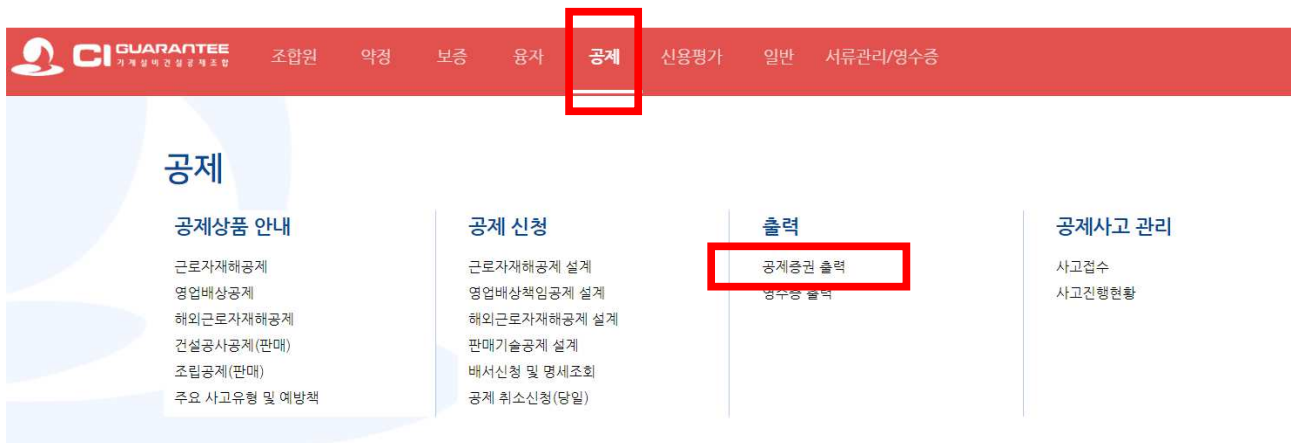 CI GUARANTEE
기계설비건설공제조합
조합원 약정 보증 융자 공제 신용평가 일반 서류관리/영수증
공제
공제상품 안내
근로자재해공제
영업배상공제
해외근로자재해공제
건설공사공제(판매)
조립공제(판매)
주요 사고유형 및 예방책
공제 신청
근로자재해공제 설계
영업배상책임공제 설계
해외근로자재해공제 설계
판매기술공제 설계
배서신청 및 명세조회
공제 취소신청(당일)
출력
공제증권 출력
영수증 출력
공제사고 관리
사고접수
사고진행현황